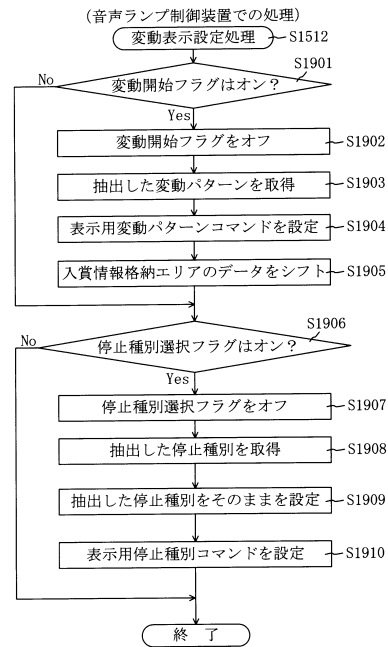 (音声ランプ制御装置での処理)
変動表示設定処理 S1512
S1901
変動開始フラグはオン？
No
Yes
変動開始フラグをオフ S1902
抽出した変動パターンを取得 S1903
表示用変動パターンコマンドを設定 S1904
入賞情報格納エリアのデータをシフト S1905
S1906
No
停止種別選択フラグはオン？
Yes
停止種別選択フラグをオフ S1907
抽出した停止種別を取得 S1908
抽出した停止種別をそのままを設定 S1909
表示用停止種別コマンドを設定 S1910
終 了